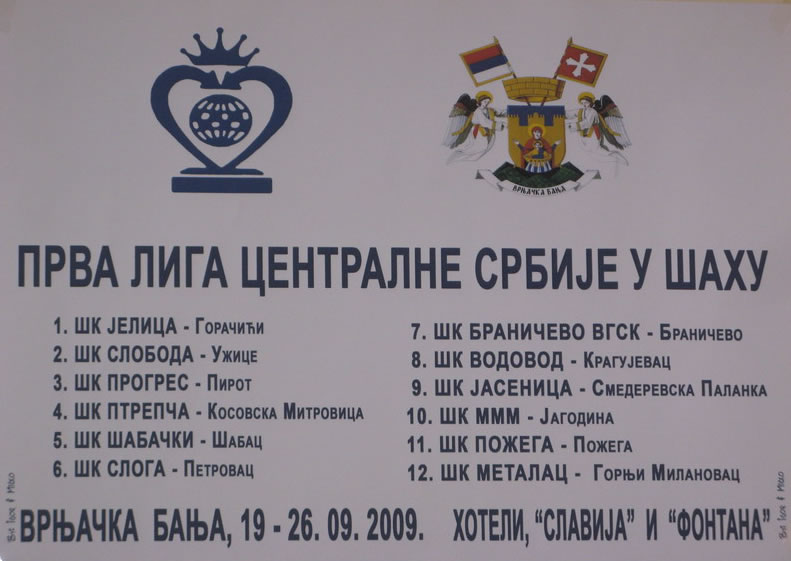 ВРЊАЧКА БАЊА
ПРВА ЛИГА ЦЕНТРАЛНЕ СРБИЈЕ У ШАХУ
1. ШК ЈЕЛИЦА - ГОРАЧИЋИ
2. ШК СЛОБОДА - УЖИЦЕ
3. ШК ПРОГРЕС - ПИРОТ
4. ШК ПТРЕПЧА - КОСОВСКА МИТРОВИЦА
5. ШК ШАБАЧКИ - ШАБАЦ
6. ШК СЛОГА - ПЕТРОВАЦ
7. ШК БРАНИЧЕВО ВГСК - БРАНИЧЕВО
8. ШК ВОДОВОД - КРАГУЈЕВАЦ
9. ШК ЈАСЕНИЦА - СМЕДЕРЕВСКА ПАЛАНКА
10. ШК МММ - ЈАГОДИНА
11. ШК ПОЖЕГА - ПОЖЕГА
12. ШК МЕТАЛАЦ - ГОРЊИ МИЛАНОВАЦ
ВРЊАЧКА БАЊА, 19 - 26. 09. 2009. ХОТЕЛИ, “СЛАВИЈА” И “ФОНТАНА”